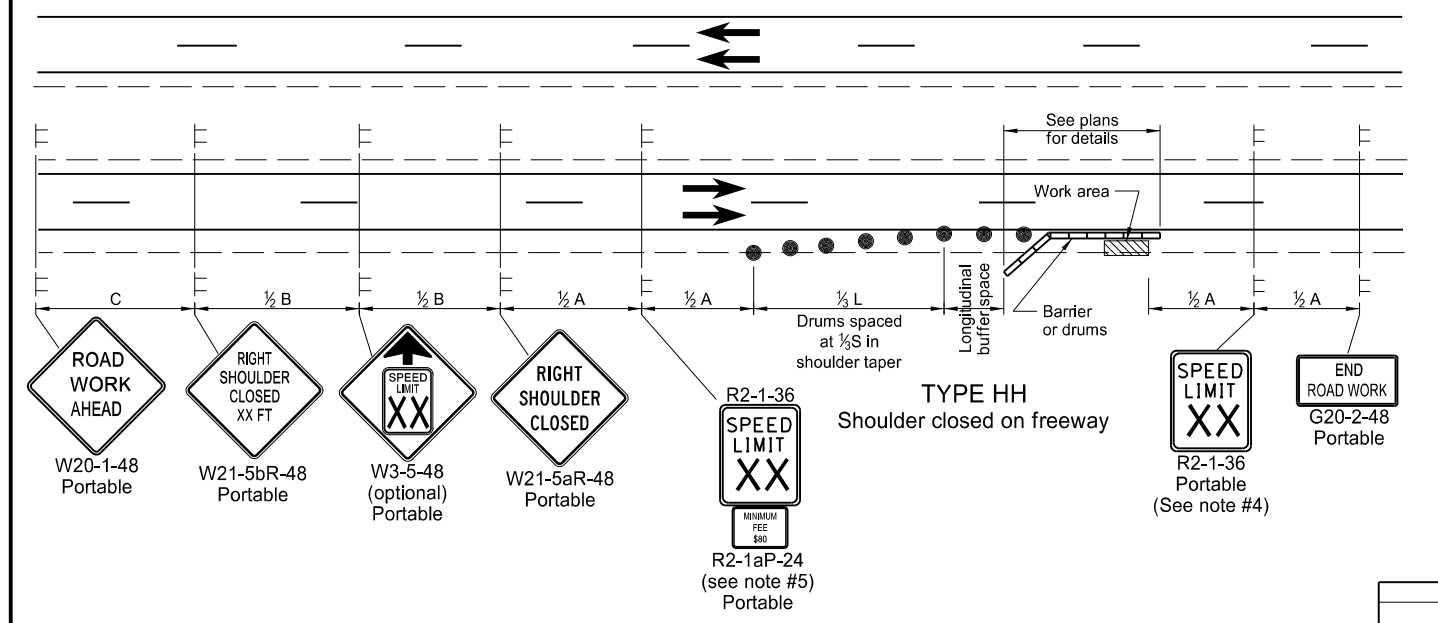 See plans
for details
Work area
C
½ B
½ B
½ A
½ A
⅓ L
Longitudinal
buffer space
½ A
½ A
Drums spaced
at ⅓S in
shoulder taper
Barrier
or drums
ROAD
WORK
AHEAD
W20-1-48
Portable
RIGHT
SHOULDER
CLOSED
XX FT
W21-5bR-48
Portable
SPEED
LIMIT
XX
W3-5-48
(optional)
Portable
RIGHT
SHOULDER
CLOSED
W21-5aR-48
Portable
R2-1-36
SPEED
LIMIT
XX
MINIMUM
FEE
$80
R2-1aP-24
(see note #5)
Portable
TYPE HH
Shoulder closed on freeway
SPEED
LIMIT
XX
R2-1-36
Portable
(See note #4)
END
ROAD WORK
G20-2-48
Portable